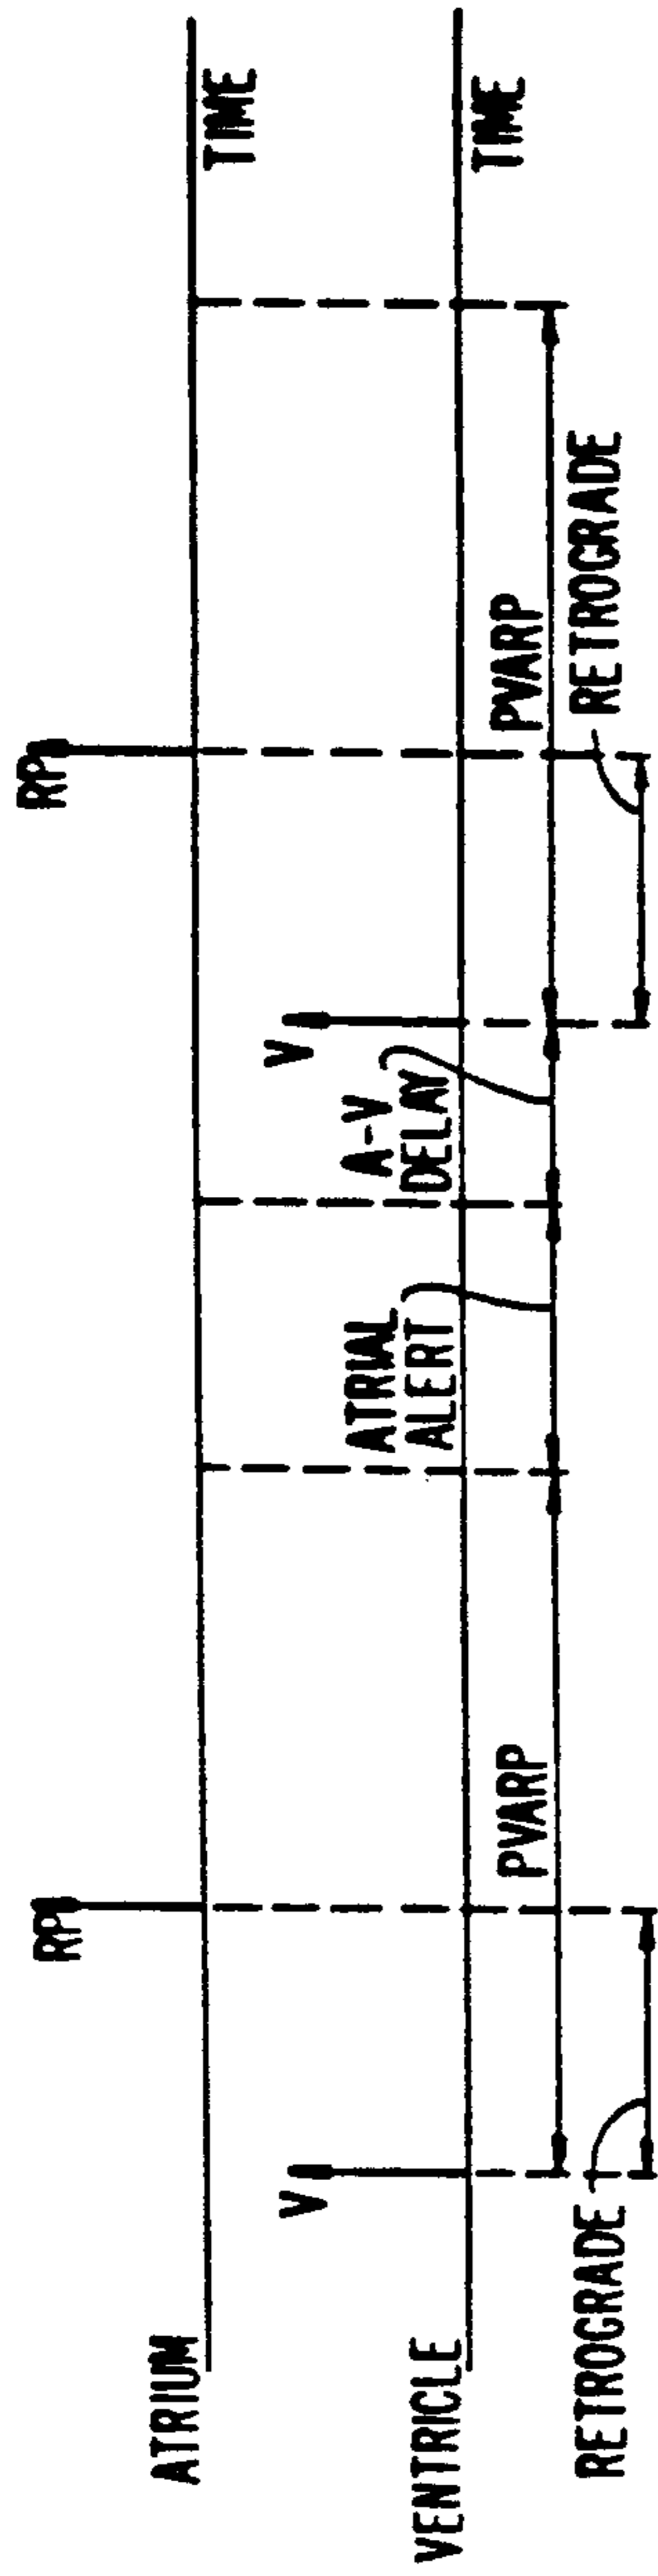 RP
RP
ATRIUM
TIME
V
V
ATRIAL
ALERT
A-V
DELAY
VENTRICLE
TIME
PVARP
PVARP
RETROGRADE
RETROGRADE